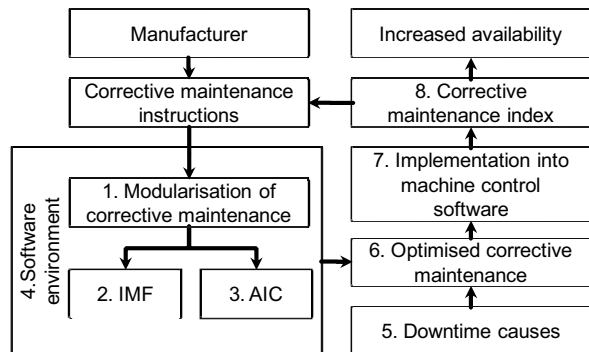 Manufacturer
Increased availability
Corrective maintenance
instructions
8. Corrective
maintenance index
4.Software
environment
1. Modularisation of
corrective maintenance
2. IMF
3. AIC
7. Implementation into
machine control
software
6. Optimised corrective
maintenance
5. Downtime causes